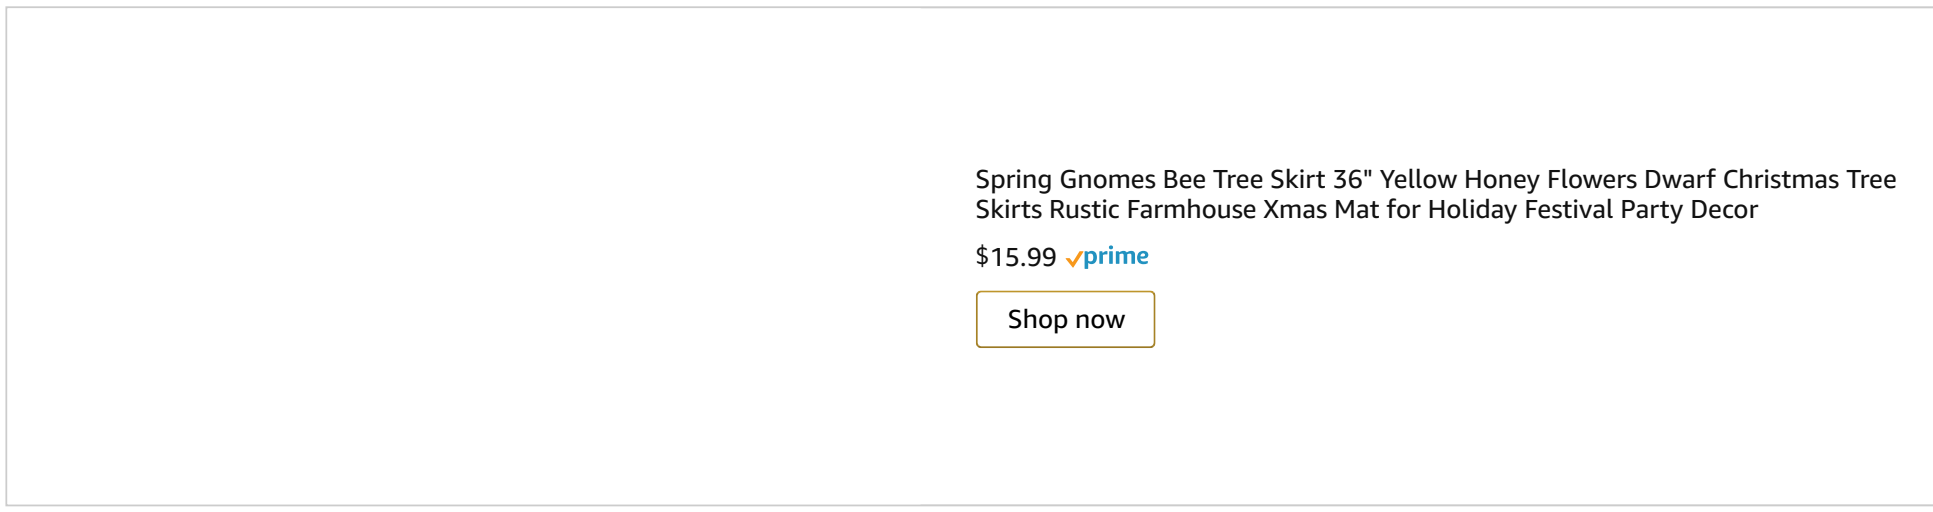 Spring Gnomes Bee Tree Skirt 36" Yellow Honey Flowers Dwarf Christmas Tree
Skirts Rustic Farmhouse Xmas Mat for Holiday Festival Party Decor
$15.99 prime
Shop now